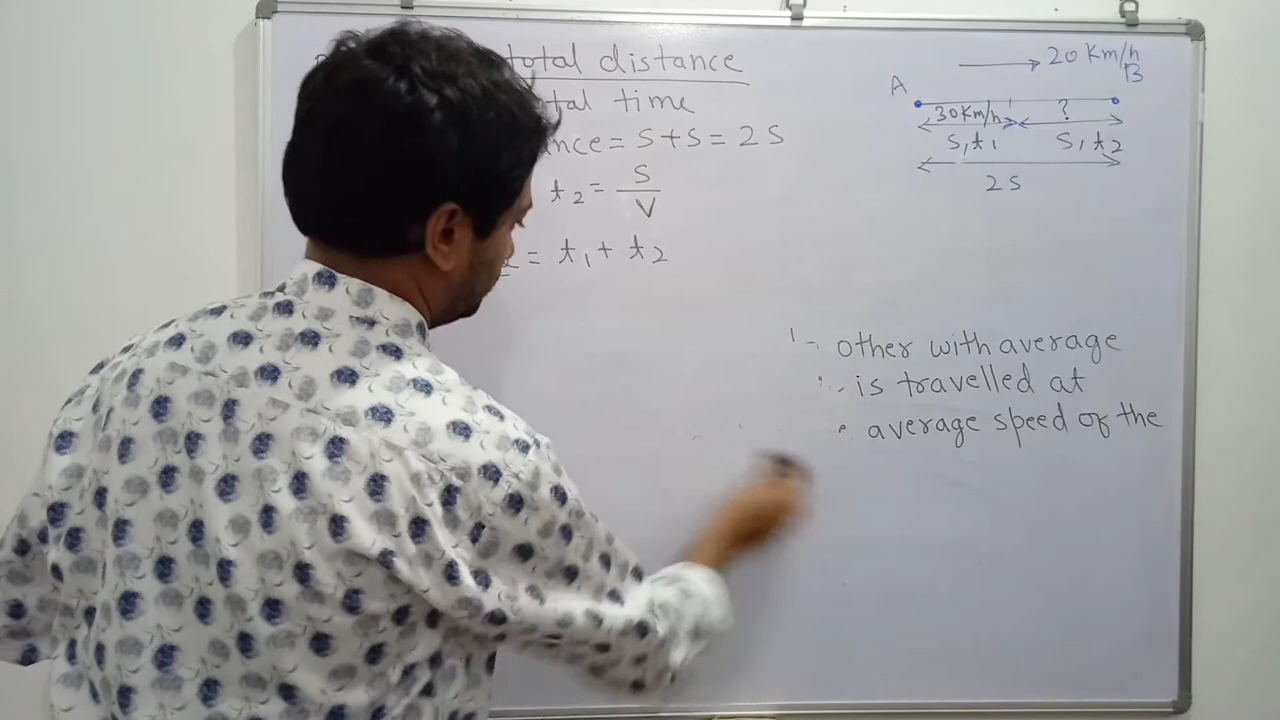 total distance
tal time
nce = S + S = 2S
t2 = S/V
= t1 + t2
20 Km/h
A B
30 Km/h ?
S, t1 S, t2
2S
other with average
is travelled at
average speed of the